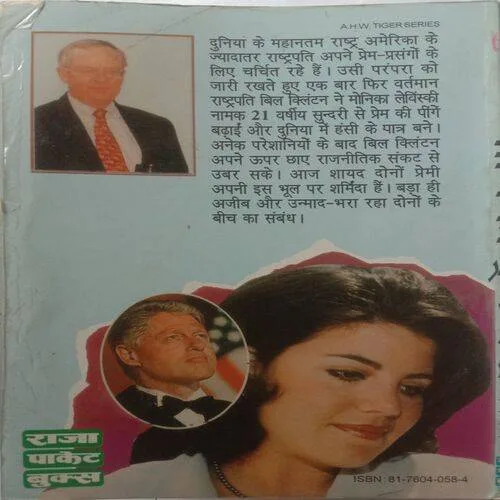 A.H.W. TIGER SERIES
दुनियां के महानतम राष्ट्र अमेरिका के
ज्यादातर राष्ट्रपति अपने प्रेम-प्रसंगों के
लिए चर्चित रहे हैं। उसी परंपरा को
जारी रखते हुए एक बार फिर वर्तमान
राष्ट्रपति बिल क्लिंटन ने मोनिका लेविंस्की
नामक 21 वर्षीय सुन्दरी से प्रेम की पींगें
बढ़ाईं और दुनिया में हंसी के पात्र बने।
अनेक परेशानियों के बाद बिल क्लिंटन
अपने ऊपर छाए राजनीतिक संकट से
उबर सके। आज शायद दोनों प्रेमी
अपनी इस भूल पर शर्मिंदा हैं। बड़ा ही
अजीब और उन्माद-भरा रहा दोनों के
बीच का संबंध।
राजा
पॉकेट
बुक्स
ISBN: 81-7604-058-4